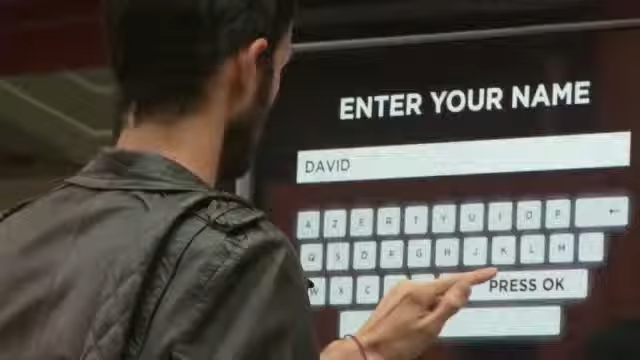 ENTER YOUR NAME
DAVID
A Z E R T Y U I O P ←
Q S D F G H J K L M
W X C
PRESS OK